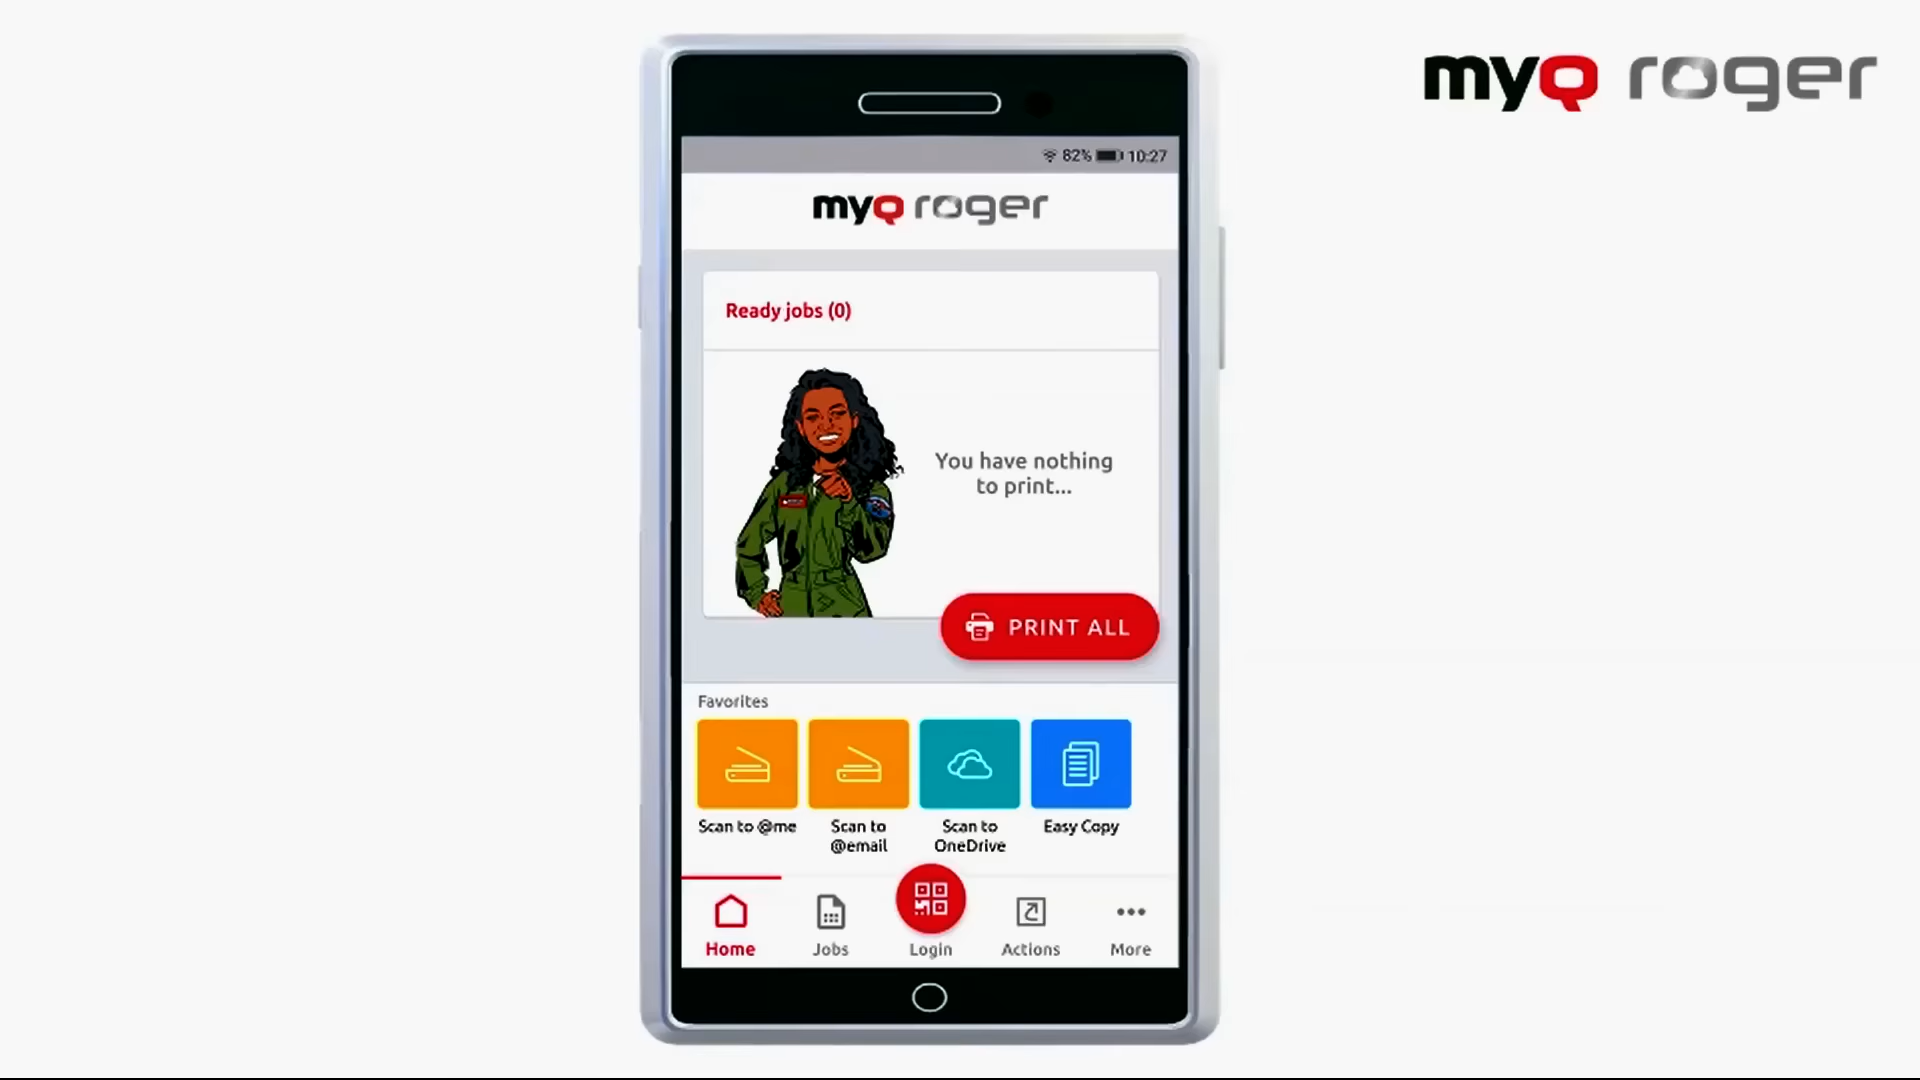 myQ roger
82% 10:27
myQ roger
Ready jobs (0)
You have nothing
to print...
PRINT ALL
Favorites
Scan to @me
Scan to
@email
Scan to
OneDrive
Easy Copy
Home
Jobs
Login
Actions
More